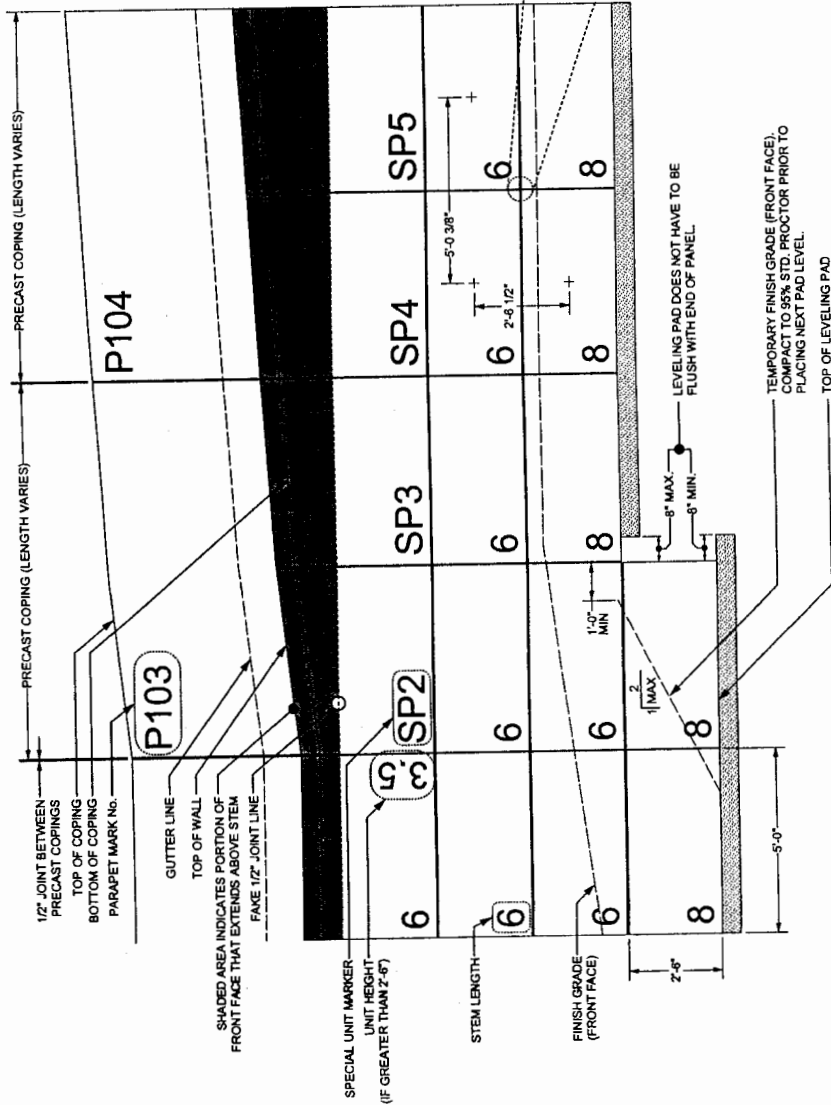 PRECAST COPING (LENGTH VARIES)
PRECAST COPING (LENGTH VARIES)
1/2" JOINT BETWEEN
PRECAST COPINGS
TOP OF COPING
BOTTOM OF COPING
PARAPET MARK No.
P103
P104
GUTTER LINE
TOP OF WALL
SHADED AREA INDICATES PORTION OF
FRONT FACE THAT EXTENDS ABOVE STEM
FAKE 1/2" JOINT LINE
SPECIAL UNIT MARKER
UNIT HEIGHT
(IF GREATER THAN 2'-6")
6
3.5'
SP2
SP3
SP4
SP5
STEM LENGTH
6
6
6
6
6
5'-0 3/8"
2'-6 1/2"
FINISH GRADE
(FRONT FACE)
6
6
8
8
8
1'-0"
MIN
8" MAX.
6" MIN.
LEVELING PAD DOES NOT HAVE TO BE
FLUSH WITH END OF PANEL.
2
1
MAX
8
8
2'-6"
5'-0"
TEMPORARY FINISH GRADE (FRONT FACE).
COMPACT TO 95% STD. PROCTOR PRIOR TO
PLACING NEXT PAD LEVEL.
TOP OF LEVELING PAD